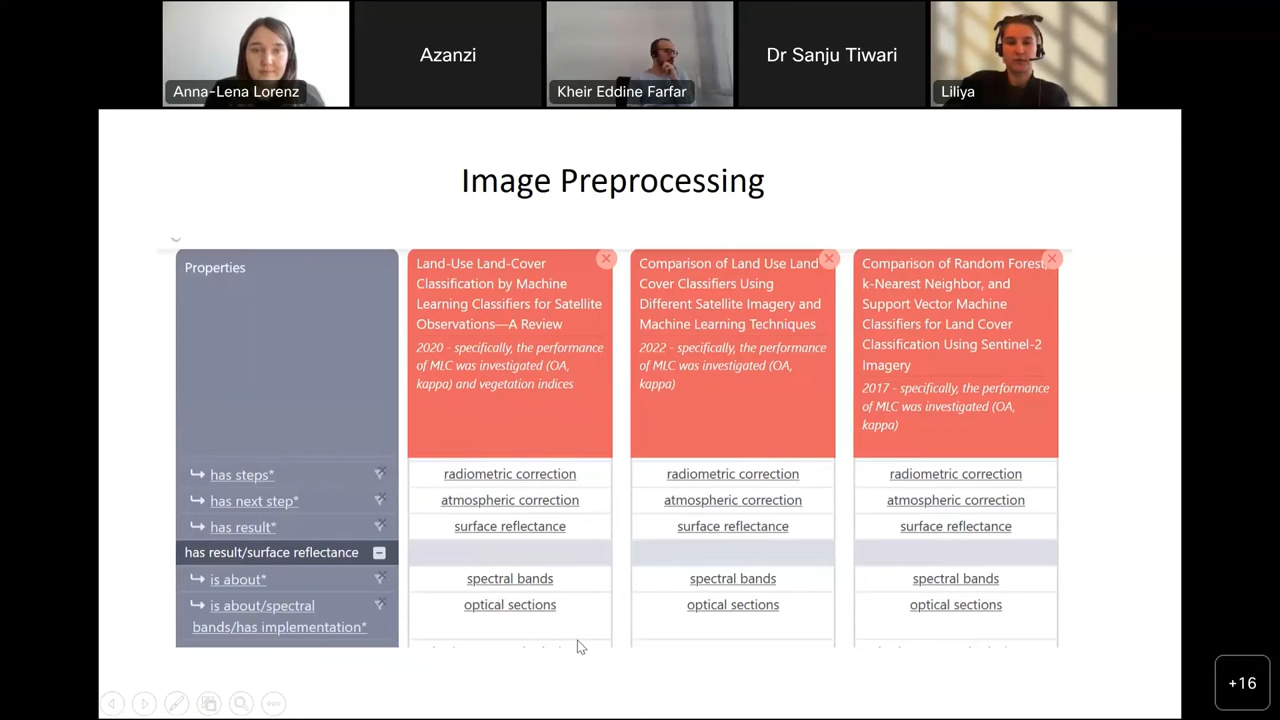 Azanzi
Dr Sanju Tiwari
Anna-Lena Lorenz
Kheir Eddine Farfar
Liliya
Image Preprocessing
Properties
Land-Use Land-Cover
Classification by Machine
Learning Classifiers for Satellite
Observations—A Review
2020 - specifically, the performance
of MLC was investigated (OA,
kappa) and vegetation indices
Comparison of Land Use Land
Cover Classifiers Using
Different Satellite Imagery and
Machine Learning Techniques
2022 - specifically, the performance
of MLC was investigated (OA,
kappa)
Comparison of Random Forest,
k-Nearest Neighbor, and
Support Vector Machine
Classifiers for Land Cover
Classification Using Sentinel-2
Imagery
2017 - specifically, the performance
of MLC was investigated (OA,
kappa)
has steps* radiometric correction radiometric correction radiometric correction
has next step* atmospheric correction atmospheric correction atmospheric correction
has result* surface reflectance surface reflectance surface reflectance
has result/surface reflectance
is about* spectral bands spectral bands spectral bands
is about/spectral optical sections optical sections optical sections
bands/has implementation*
+16